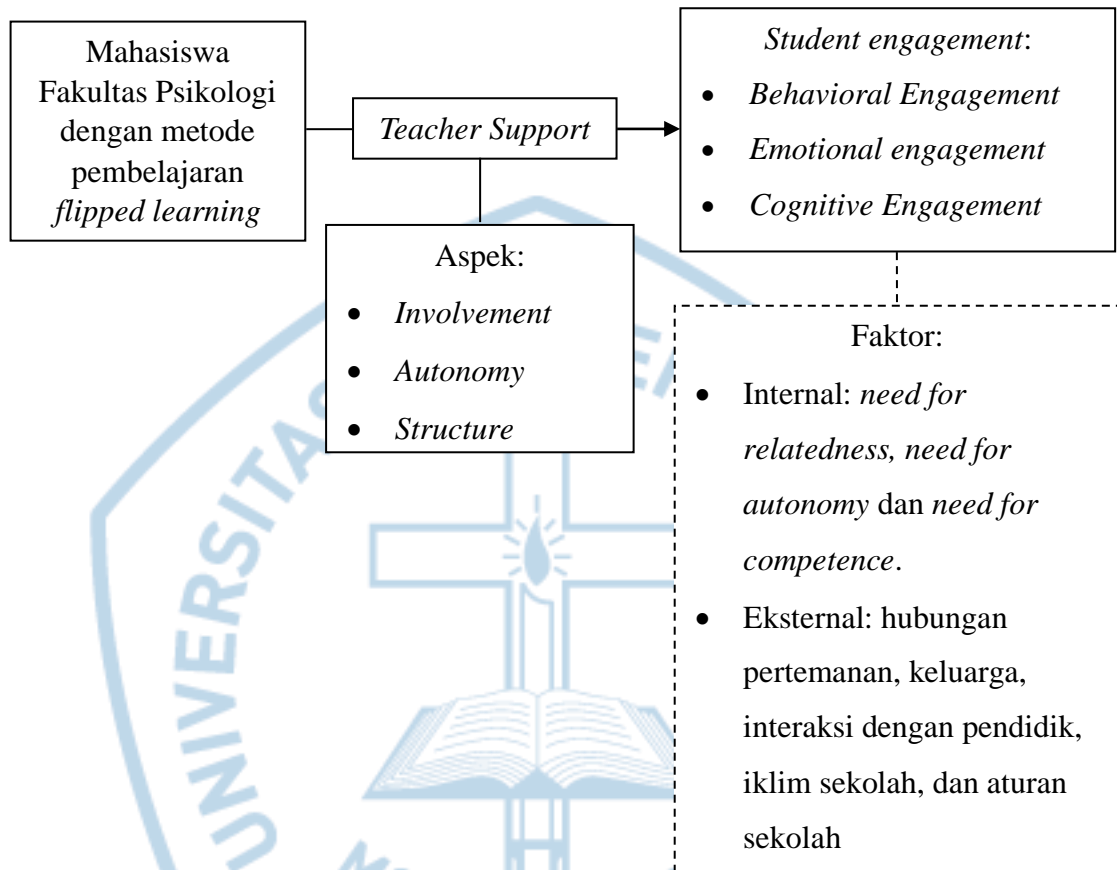 Mahasiswa
Fakultas Psikologi
dengan metode
pembelajaran
flipped learning
Teacher Support
Student engagement:
• Behavioral Engagement
• Emotional engagement
• Cognitive Engagement
Aspek:
• Involvement
• Autonomy
• Structure
Faktor:
• Internal: need for
relatedness, need for
autonomy dan need for
competence.
• Eksternal: hubungan
pertemanan, keluarga,
interaksi dengan pendidik,
iklim sekolah, dan aturan
sekolah